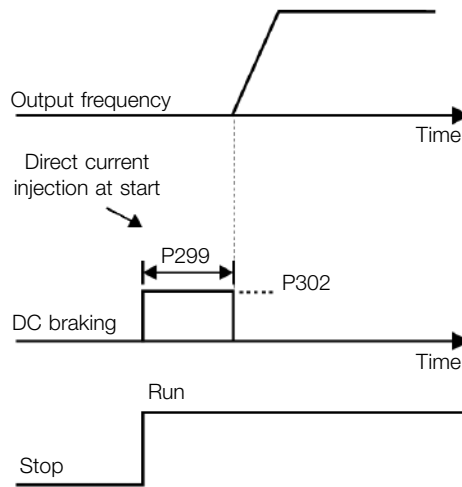 Output frequency
Time
Direct current
injection at start
P299
P302
DC braking
Time
Run
Stop